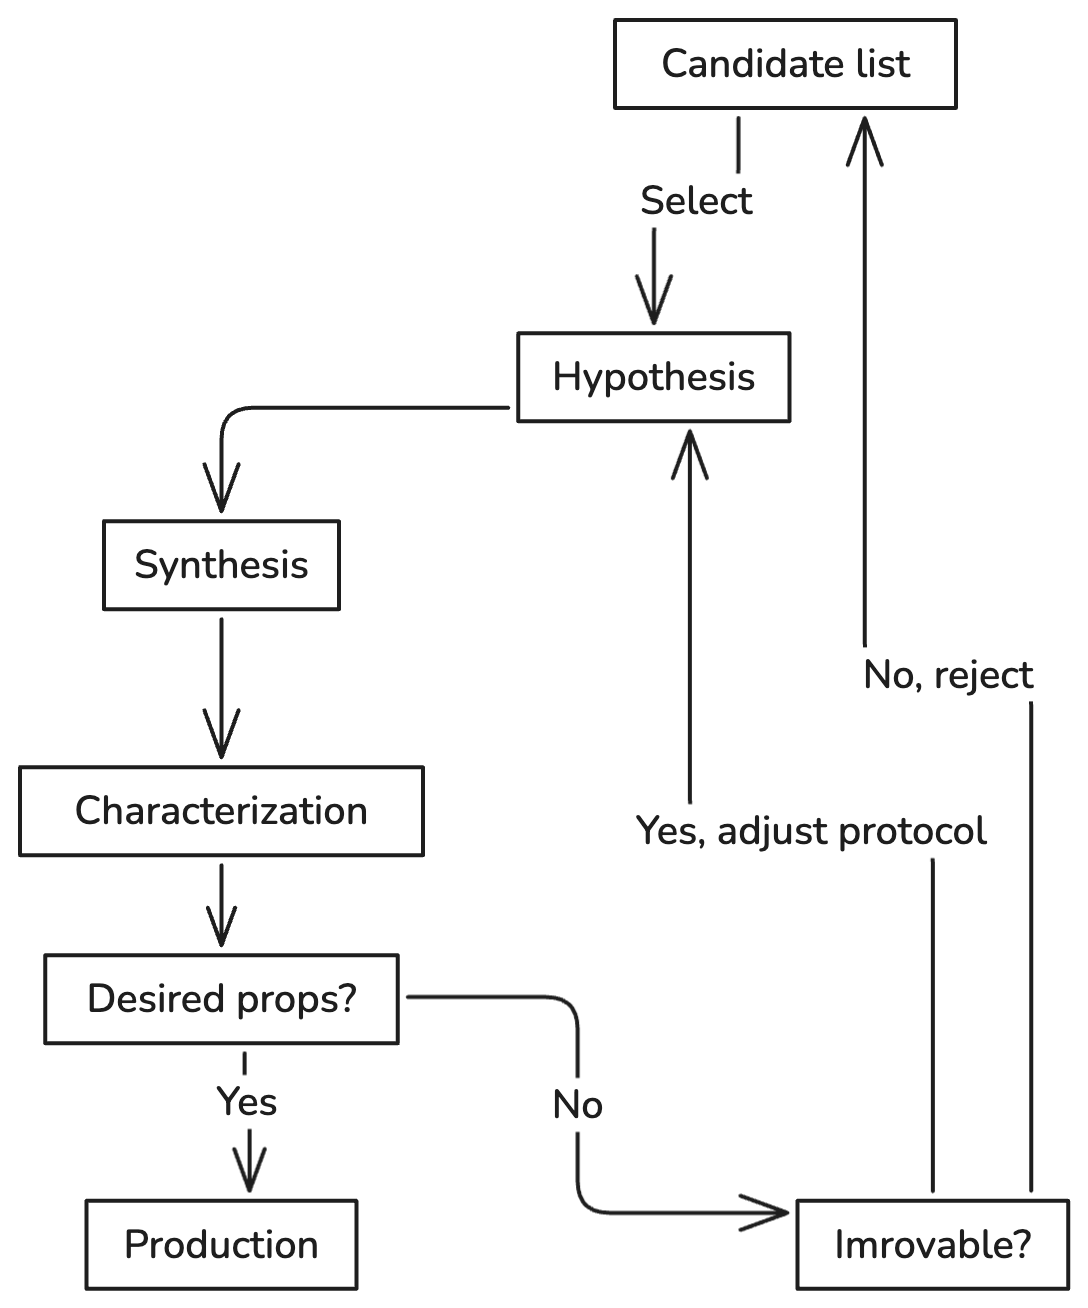 Candidate list
Select
Hypothesis
Synthesis
No, reject
Characterization
Yes, adjust protocol
Desired props?
Yes
No
Production
Imrovable?